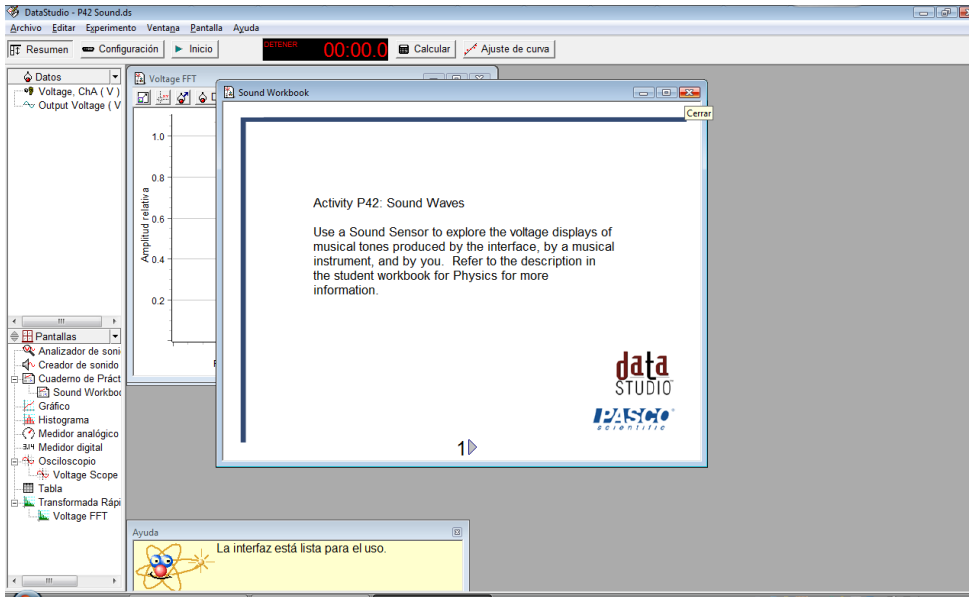 DataStudio - P42 Sound.ds
Archivo Editar Experimento Ventana Pantalla Ayuda
Resumen Configuración Inicio DETENER 00:00.0 Calcular Ajuste de curva
Datos
Voltage, ChA ( V )
Output Voltage ( V
Pantallas
Analizador de soni
Creador de sonido
Cuaderno de Práct
Sound Workboo
Gráfico
Histograma
Medidor analógico
3.14 Medidor digital
Osciloscopio
Voltage Scope
Tabla
Transformada Rápi
Voltage FFT
Voltage FFT
Amplitud relativa
1.0
0.8
0.6
0.4
0.2
Sound Workbook
Cerrar
Activity P42: Sound Waves
Use a Sound Sensor to explore the voltage displays of
musical tones produced by the interface, by a musical
instrument, and by you. Refer to the description in
the student workbook for Physics for more
information.
data
STUDIO
PASCO
scientific
1
Ayuda
La interfaz está lista para el uso.